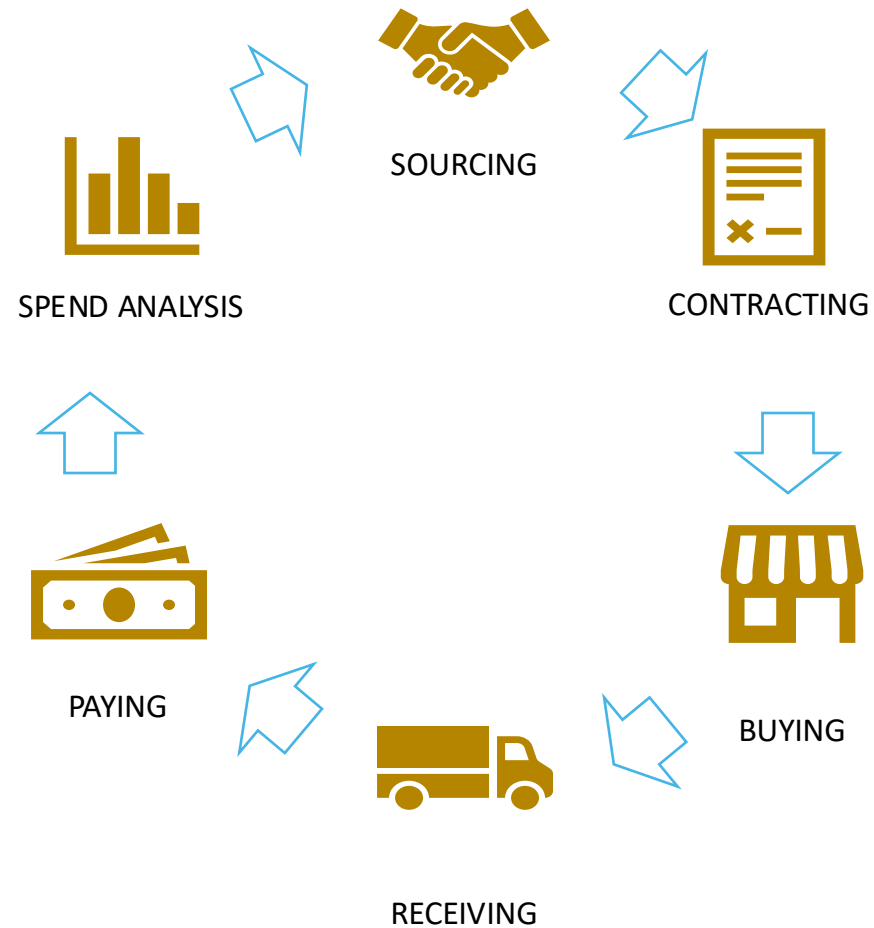 SOURCING
CONTRACTING
BUYING
RECEIVING
PAYING
SPEND ANALYSIS